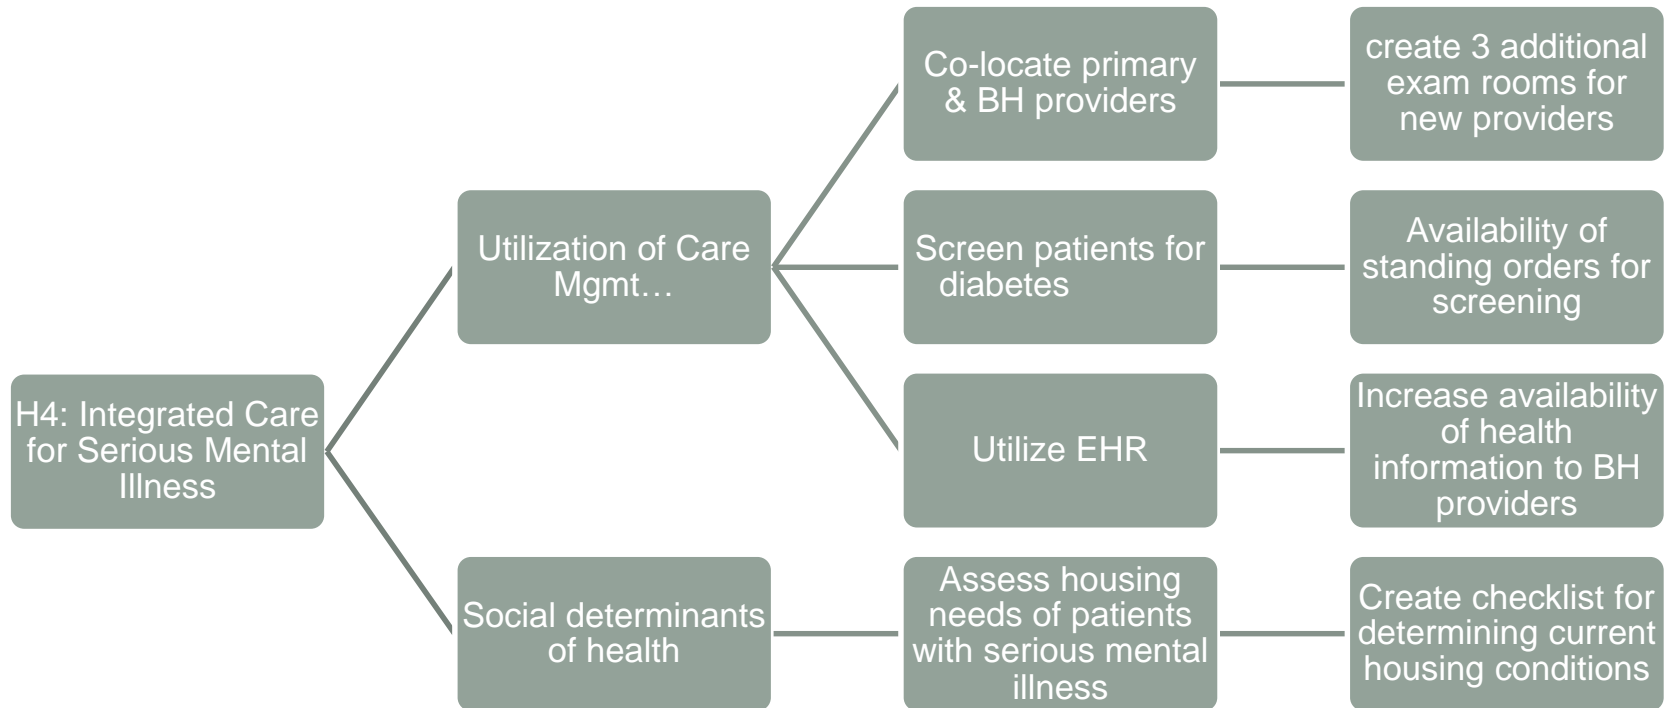 Co-locate primary
& BH providers
create 3 additional
exam rooms for
new providers
Utilization of Care
Mgmt…
Screen patients for
diabetes
Availability of
standing orders for
screening
H4: Integrated Care
for Serious Mental
Illness
Utilize EHR
Increase availability
of health
information to BH
providers
Social determinants
of health
Assess housing
needs of patients
with serious mental
illness
Create checklist for
determining current
housing conditions